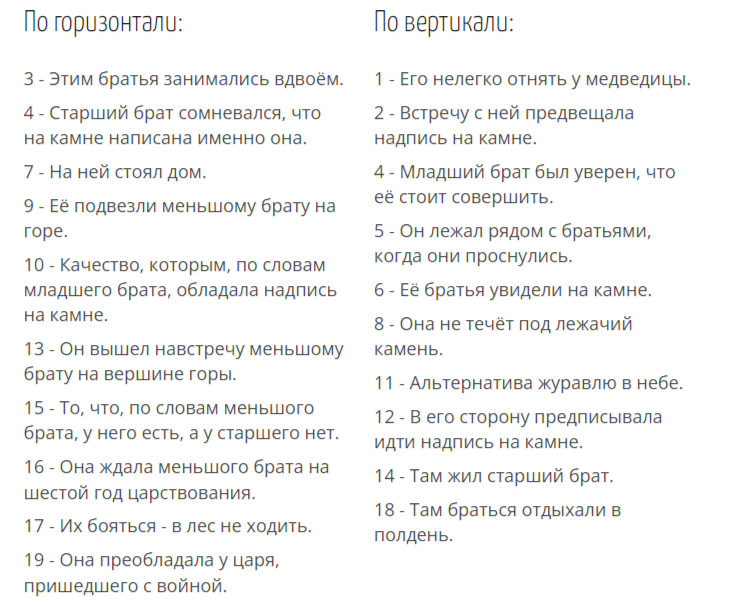 По горизонтали:
3 - Этим братья занимались вдвоём.
4 - Старший брат сомневался, что
на камне написана именно она.
7 - На ней стоял дом.
9 - Её подвезли меньшому брату на
горе.
10 - Качество, которым, по словам
младшего брата, обладала надпись
на камне.
13 - Он вышел навстречу меньшому
брату на вершине горы.
15 - То, что, по словам меньшого
брата, у него есть, а у старшего нет.
16 - Она ждала меньшого брата на
шестой год царствования.
17 - Их бояться - в лес не ходить.
19 - Она преобладала у царя,
пришедшего с войной.
По вертикали:
1 - Его нелегко отнять у медведицы.
2 - Встречу с ней предвещала
надпись на камне.
4 - Младший брат был уверен, что
её стоит совершить.
5 - Он лежал рядом с братьями,
когда они проснулись.
6 - Её братья увидели на камне.
8 - Она не течёт под лежачий
камень.
11 - Альтернатива журавлю в небе.
12 - В его сторону предписывала
идти надпись на камне.
14 - Там жил старший брат.
18 - Там браться отдыхали в
полдень.